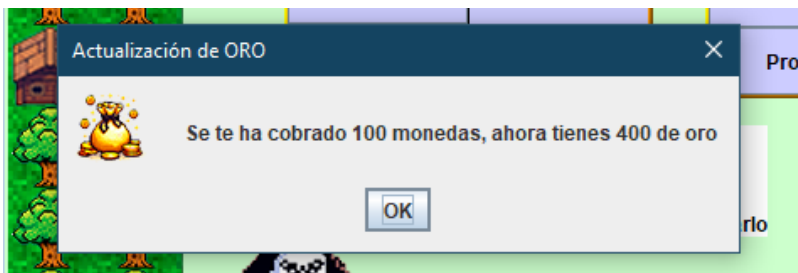 Actualización de ORO
Se te ha cobrado 100 monedas, ahora tienes 400 de oro
OK